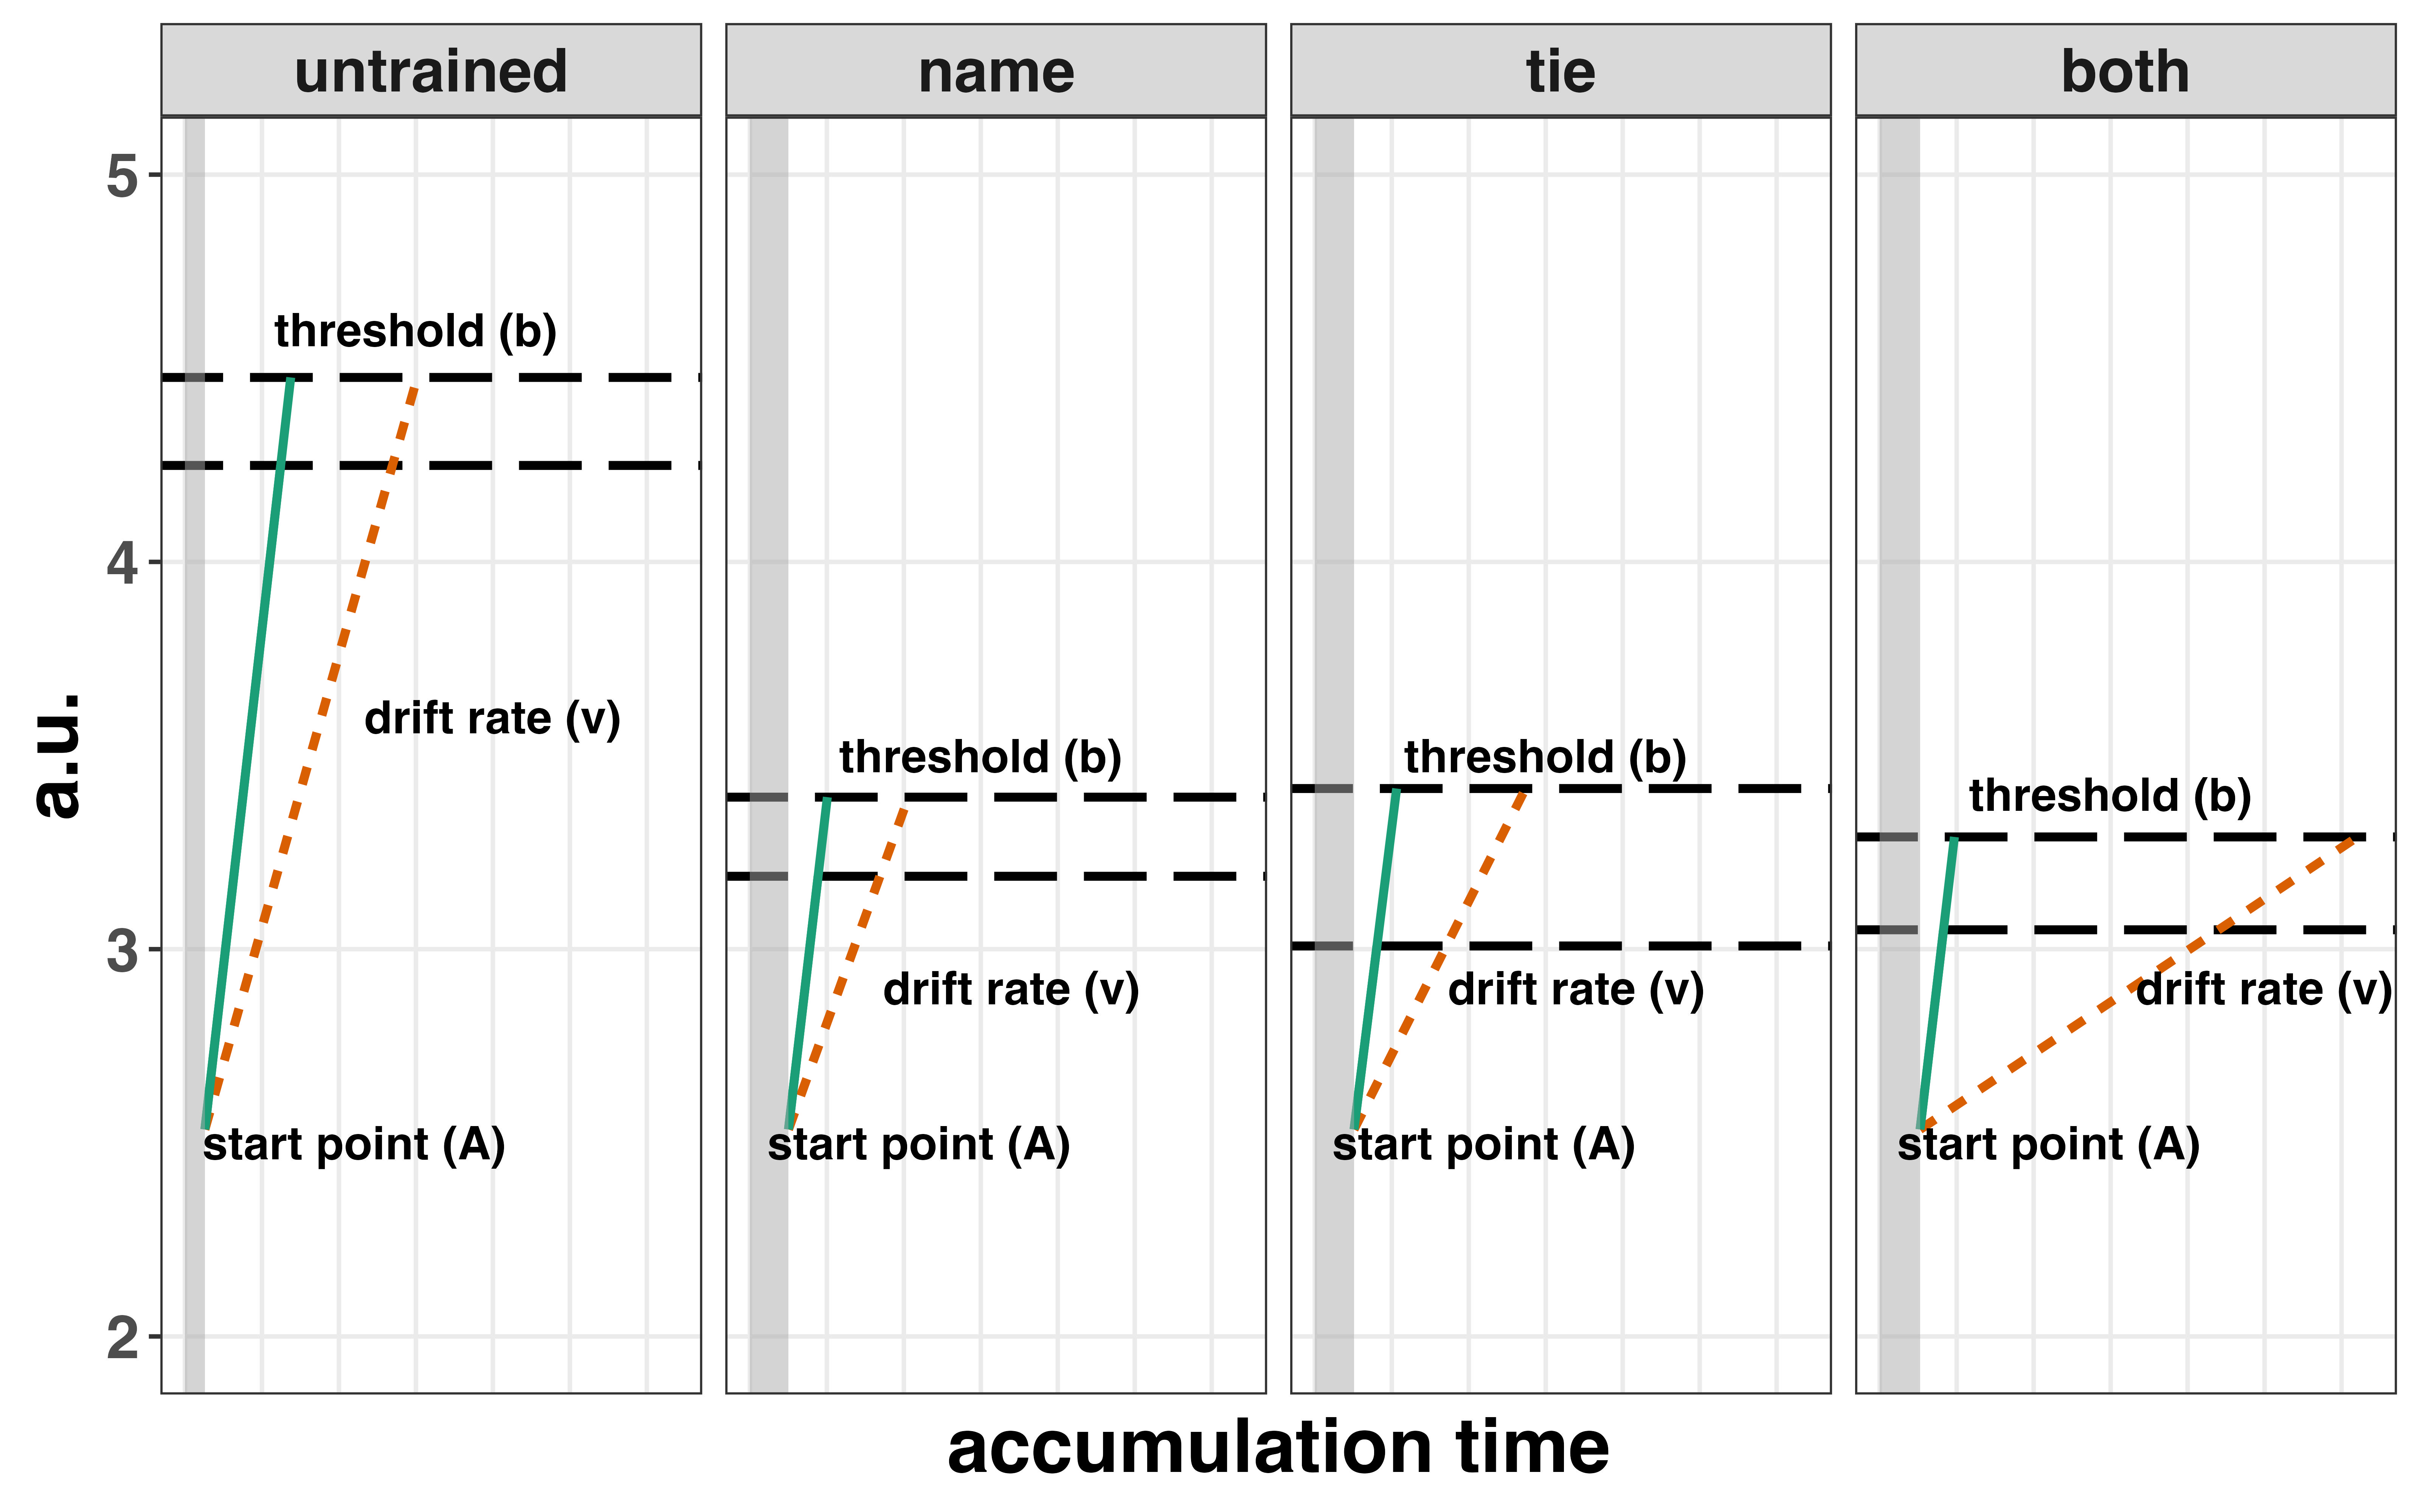 untrained name tie both
5
threshold (b)
4
drift rate (v)
threshold (b) threshold (b) threshold (b)
3
drift rate (v) drift rate (v) drift rate (v)
start point (A) start point (A) start point (A) start point (A)
2
a.u.
accumulation time